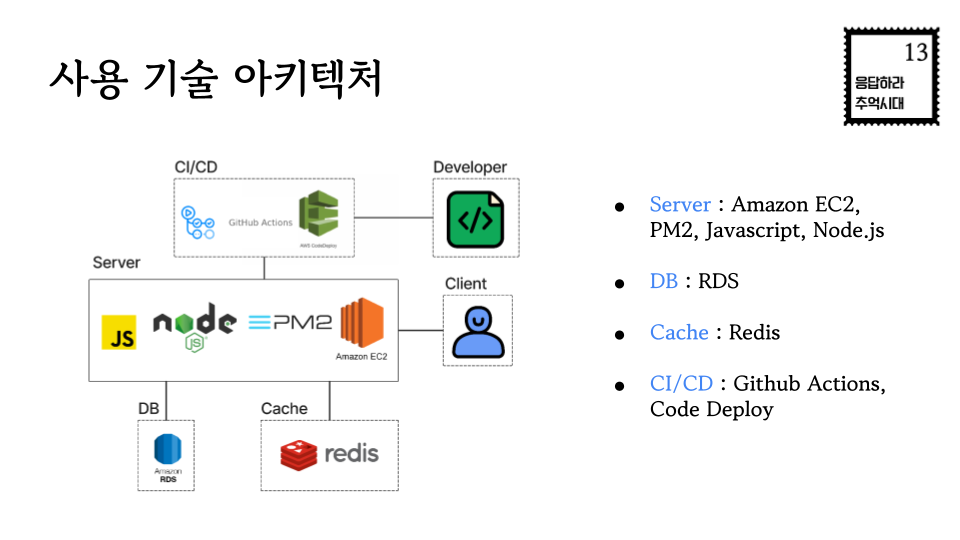 사용 기술 아키텍처
13
응답하라
추억시대
CI/CD
GitHub Actions
AWS CodeDeploy
Developer
</>
Server
JS
node
JS
PM2
Amazon EC2
Client
DB
Amazon
RDS
Cache
redis
● Server : Amazon EC2,
PM2, Javascript, Node.js
● DB : RDS
● Cache : Redis
● CI/CD : Github Actions,
Code Deploy